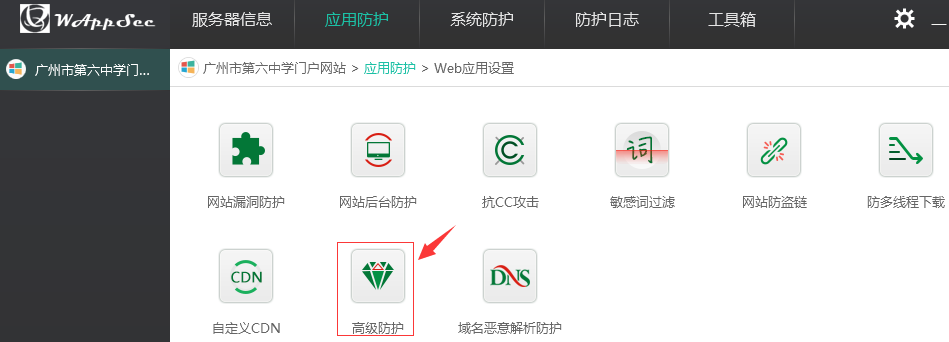 WAppSec 服务器信息 应用防护 系统防护 防护日志 工具箱
广州市第六中学门... 广州市第六中学门户网站 > 应用防护 > Web应用设置
词
网站漏洞防护 网站后台防护 抗CC攻击 敏感词过滤 网站防盗链 防多线程下载
CDN DNS
自定义CDN 高级防护 域名恶意解析防护